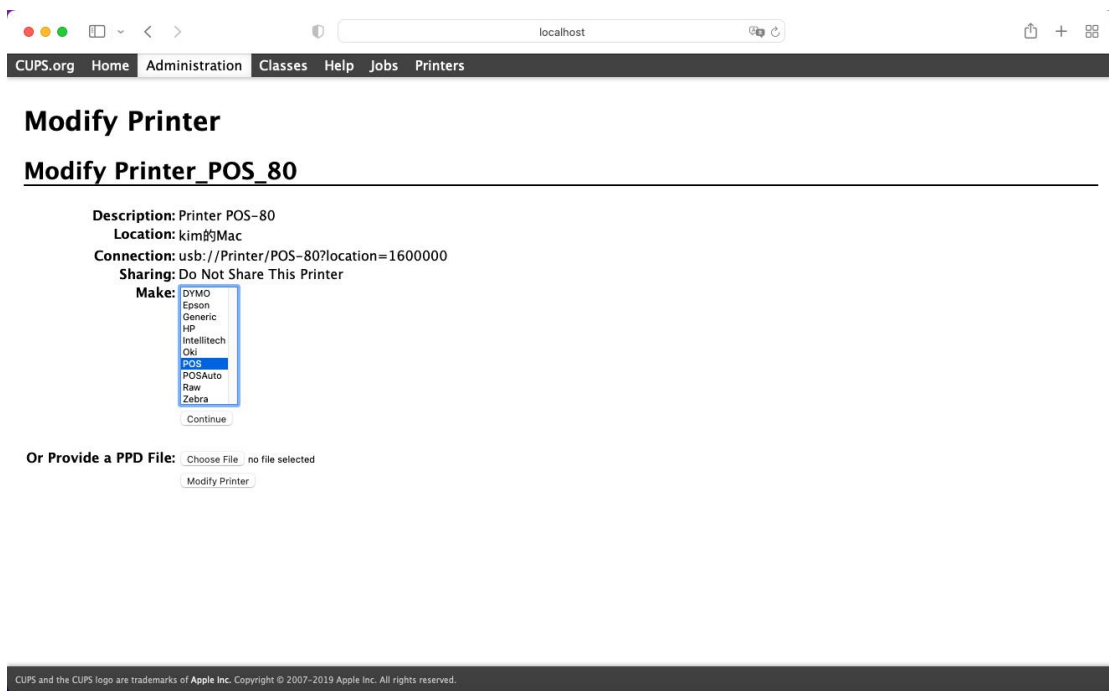 localhost
CUPS.org Home Administration Classes Help Jobs Printers
Modify Printer
Modify Printer_POS_80
Description: Printer POS-80
Location: kim的Mac
Connection: usb://Printer/POS-80?location=1600000
Sharing: Do Not Share This Printer
Make: DYMO
Epson
Generic
HP
Intellitech
Oki
POS
POSAuto
Raw
Zebra
Continue
Or Provide a PPD File: Choose File no file selected
Modify Printer
CUPS and the CUPS logo are trademarks of Apple Inc. Copyright © 2007-2019 Apple Inc. All rights reserved.